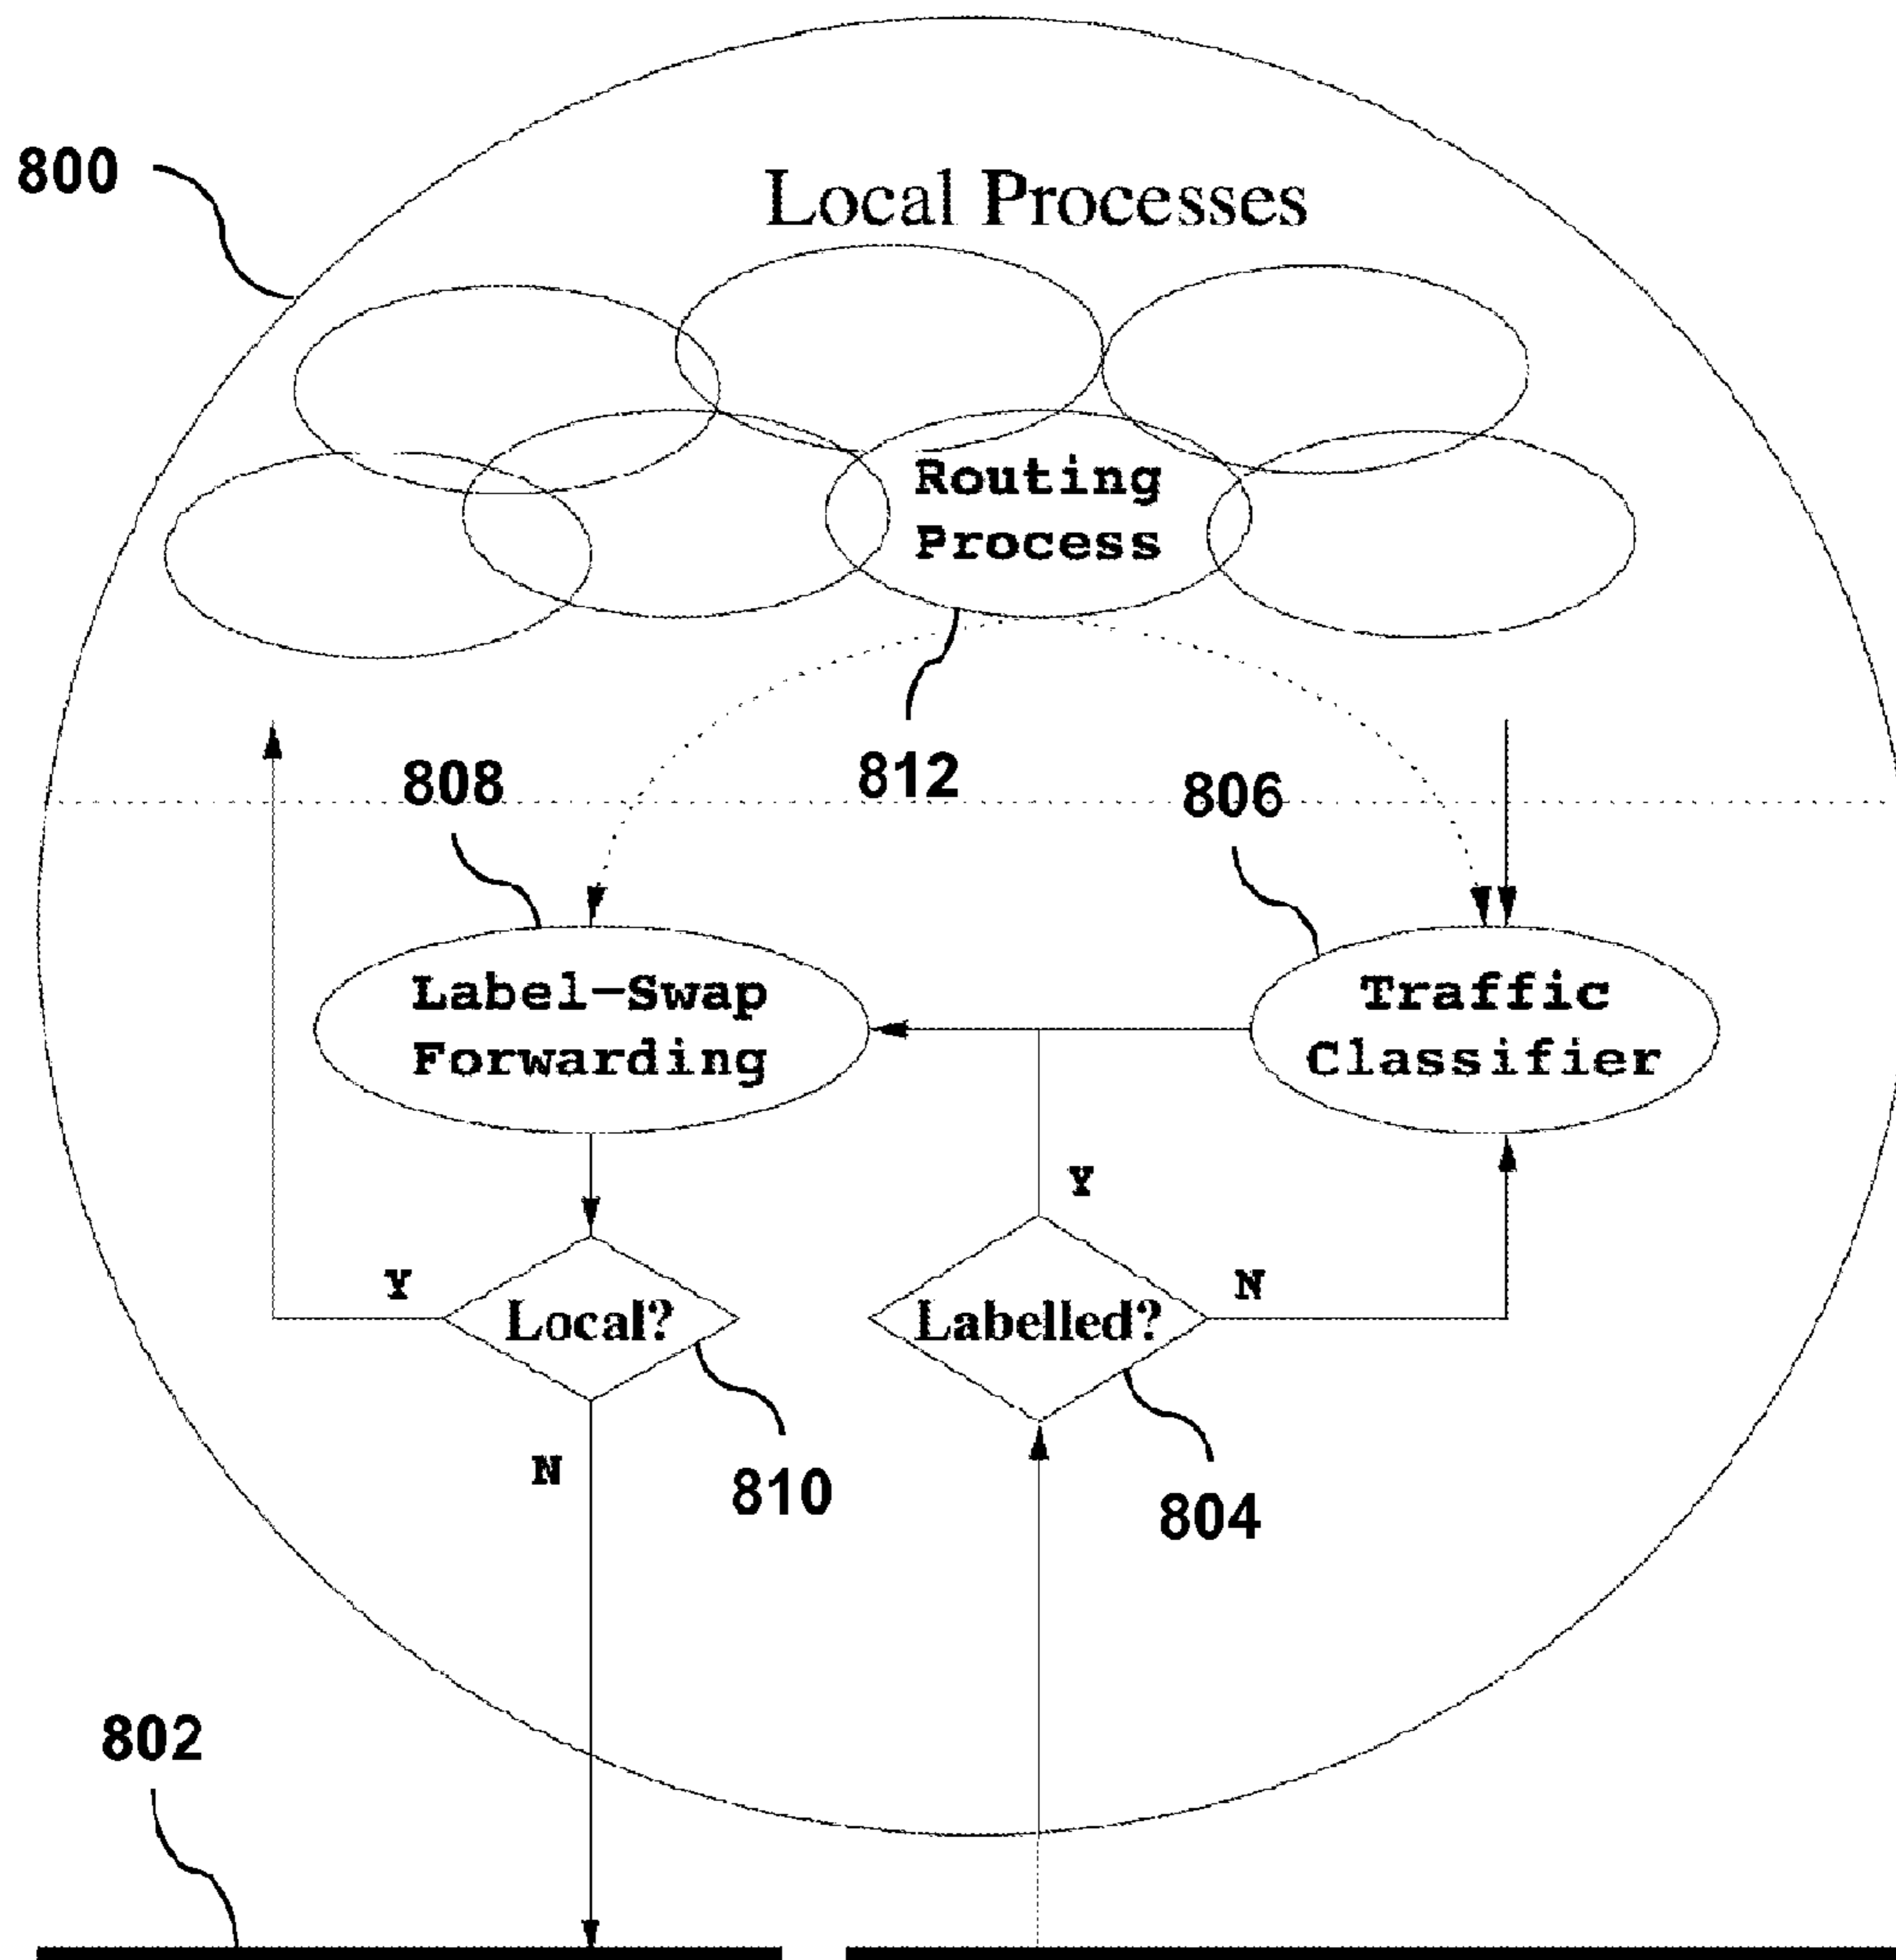 800
Local Processes
Routing
Process
812
808
806
Label-Swap
Forwarding
Traffic
Classifier
Y
Y
N
Local?
Labelled?
N
810
804
802